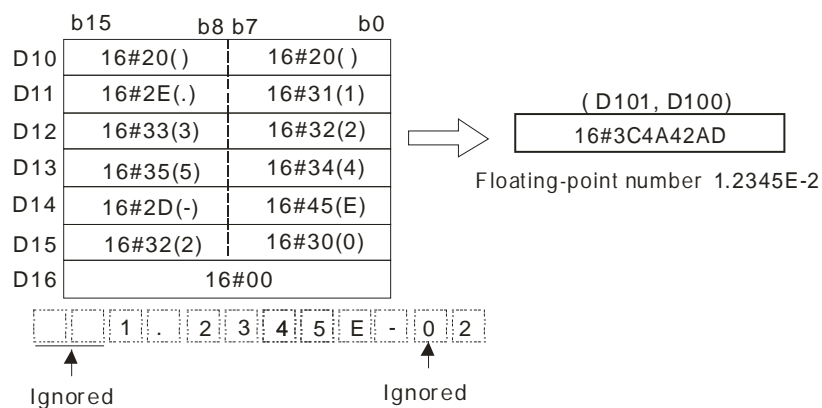 b15 b8 b7 b0
D10 16#20( ) 16#20( )
D11 16#2E(.) 16#31(1)
D12 16#33(3) 16#32(2)
D13 16#35(5) 16#34(4)
D14 16#2D(-) 16#45(E)
D15 16#32(2) 16#30(0)
D16 16#00
( D101, D100)
16#3C4A42AD
Floating-point number 1.2345E-2
1 . 2 3 4 5 E - 0 2
Ignored Ignored